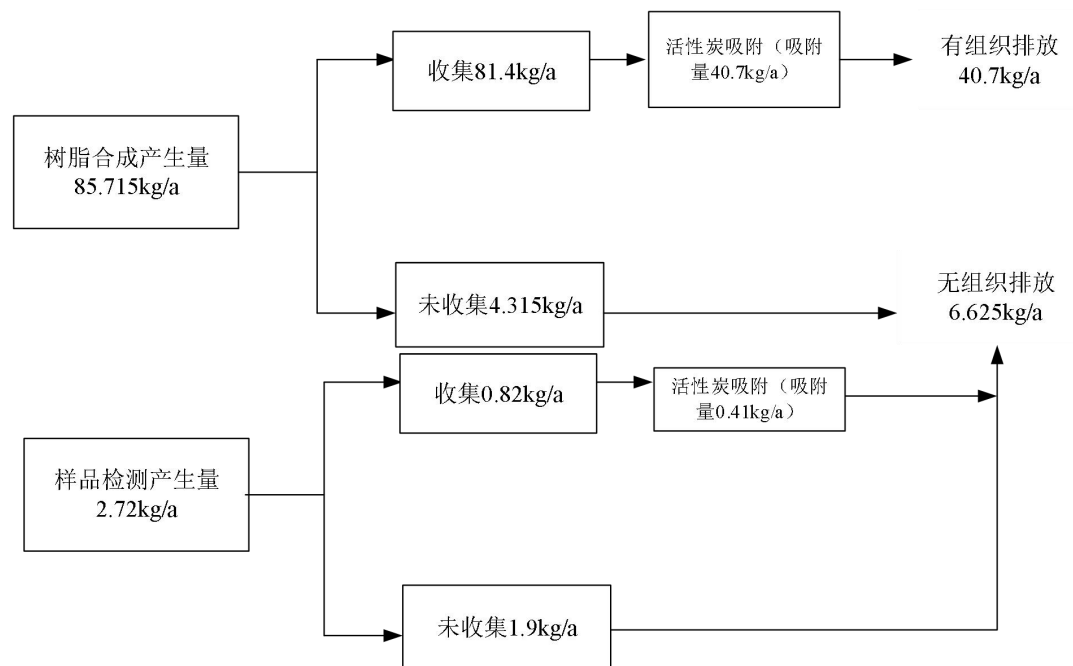 收集81.4kg/a
活性炭吸附（吸附
量40.7kg/a）
有组织排放
40.7kg/a
树脂合成产生量
85.715kg/a
未收集4.315kg/a
无组织排放
6.625kg/a
收集0.82kg/a
活性炭吸附（吸附
量0.41kg/a）
样品检测产生量
2.72kg/a
未收集1.9kg/a